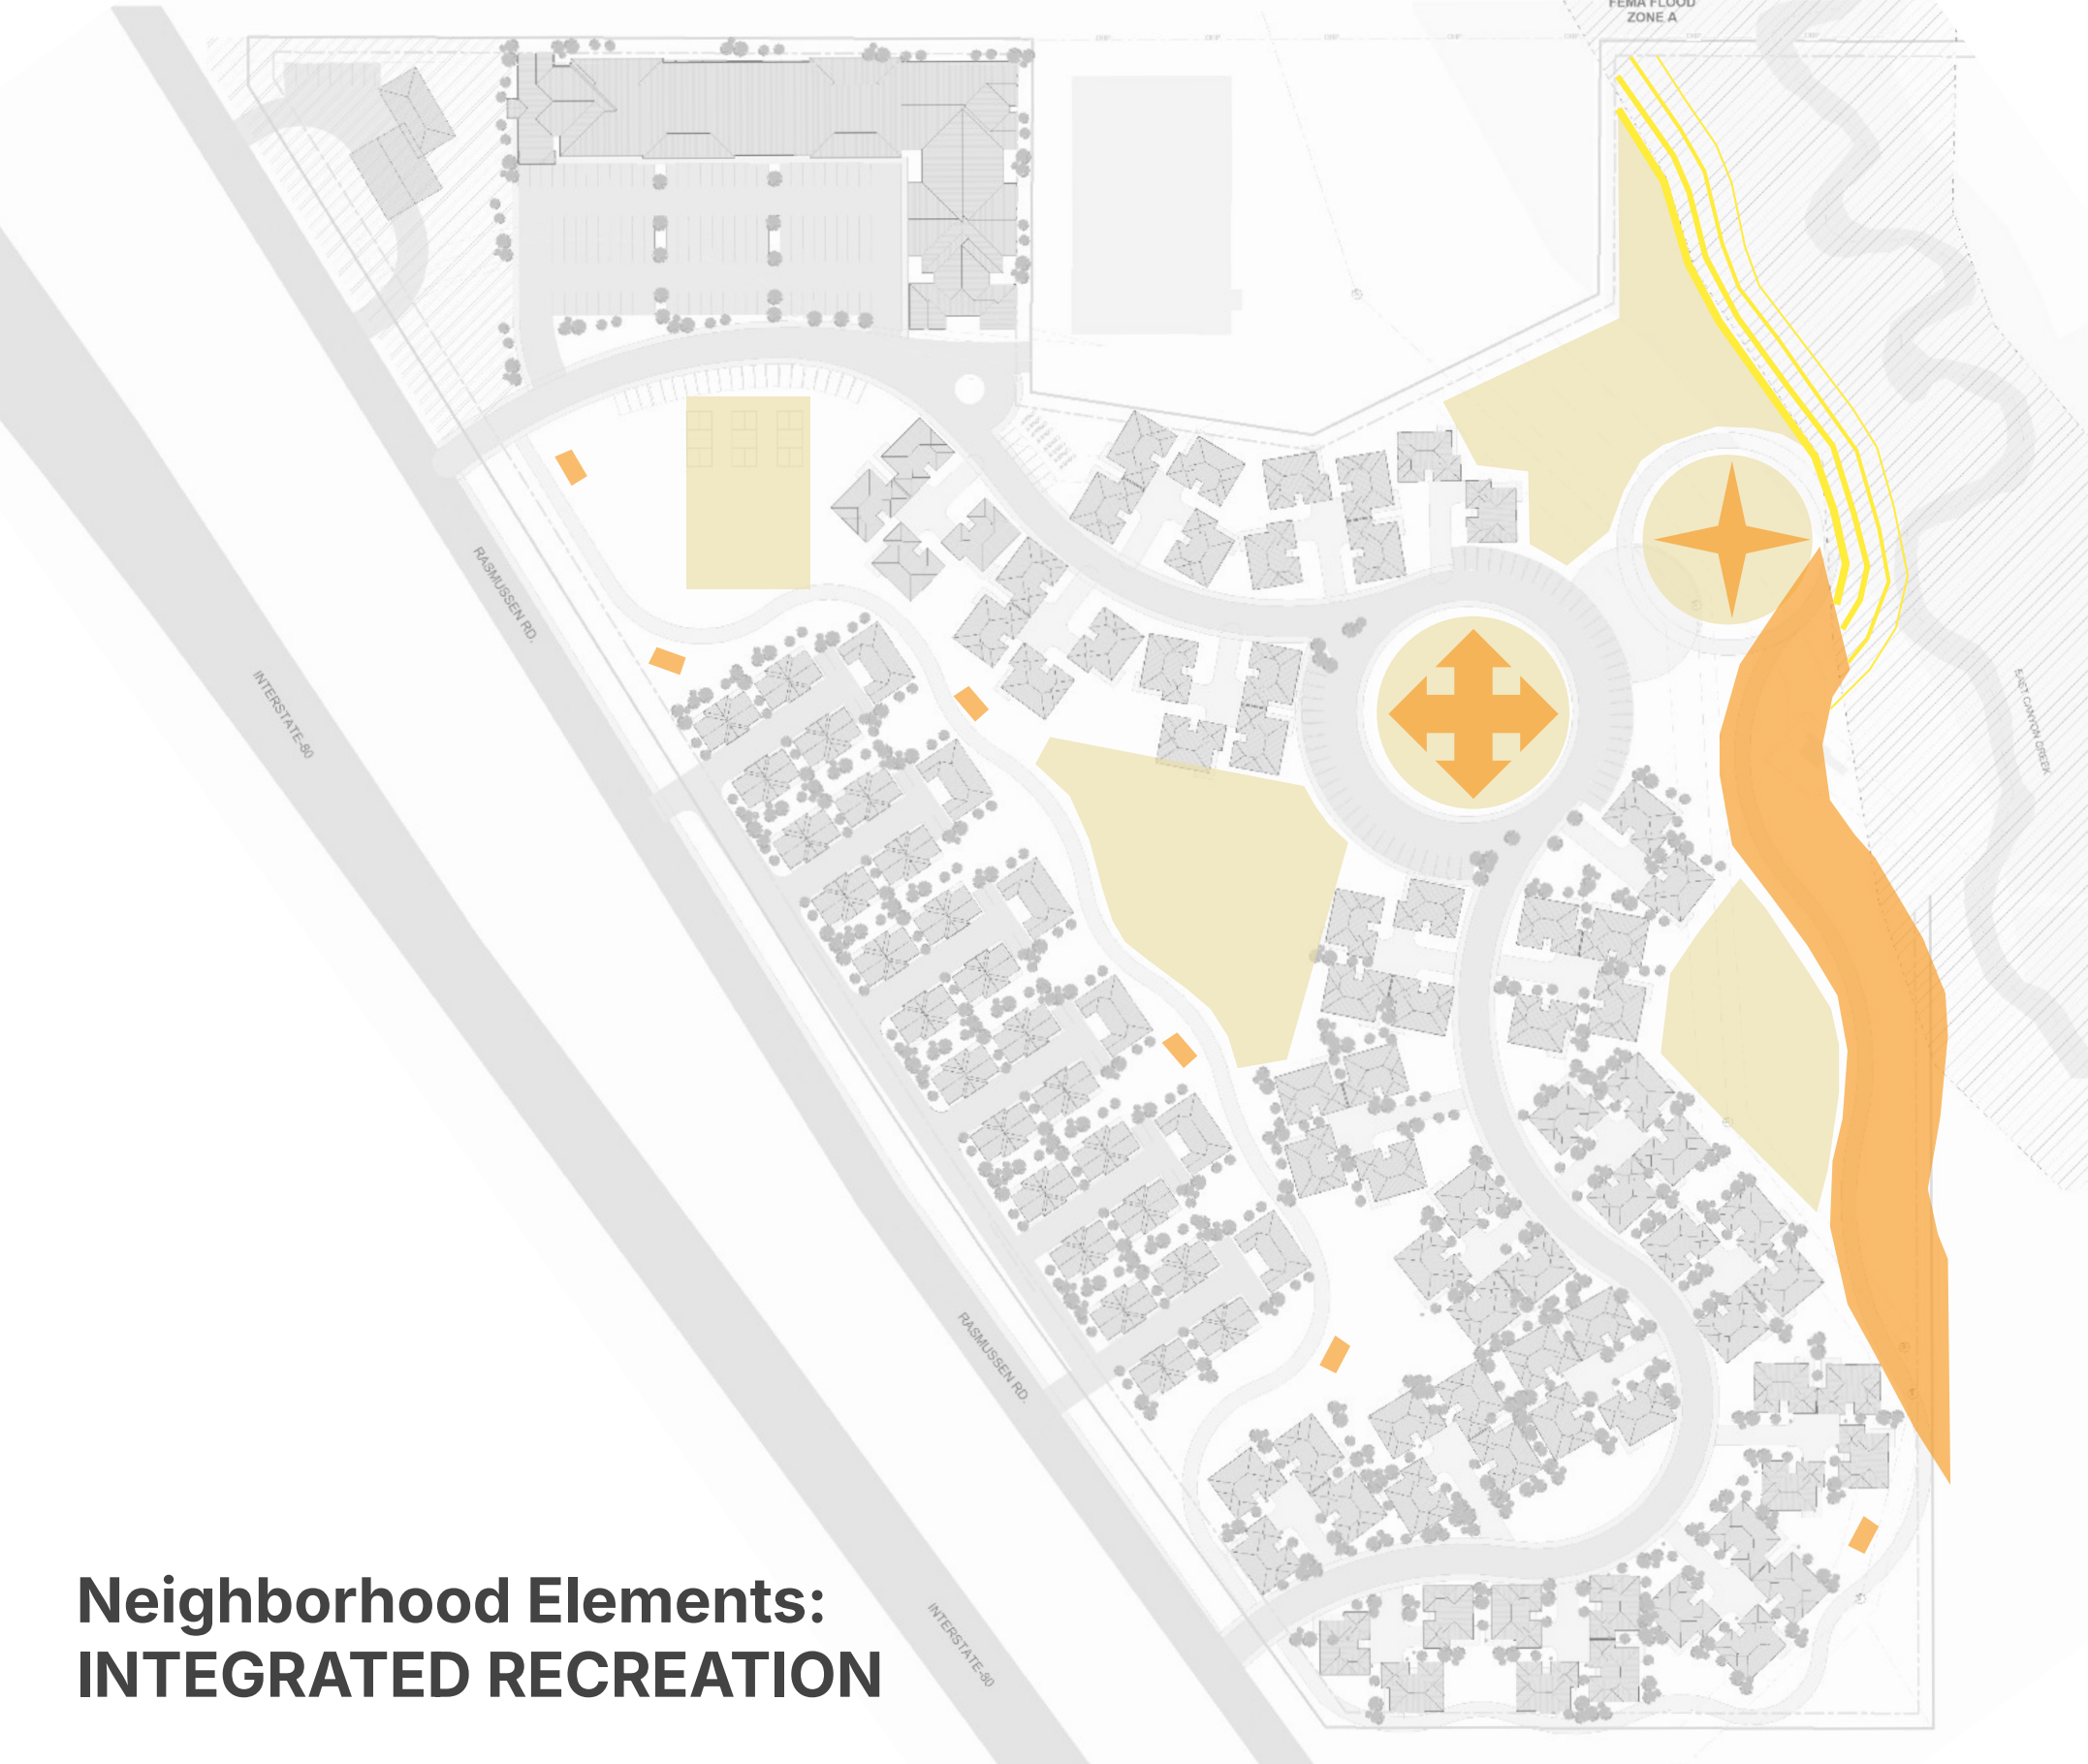 FEMA FLOOD
ZONE A
RASMUSSEN RD.
INTERSTATE-80
EAST CANYON CREEK
RASMUSSEN RD.
INTERSTATE-80
Neighborhood Elements:
INTEGRATED RECREATION